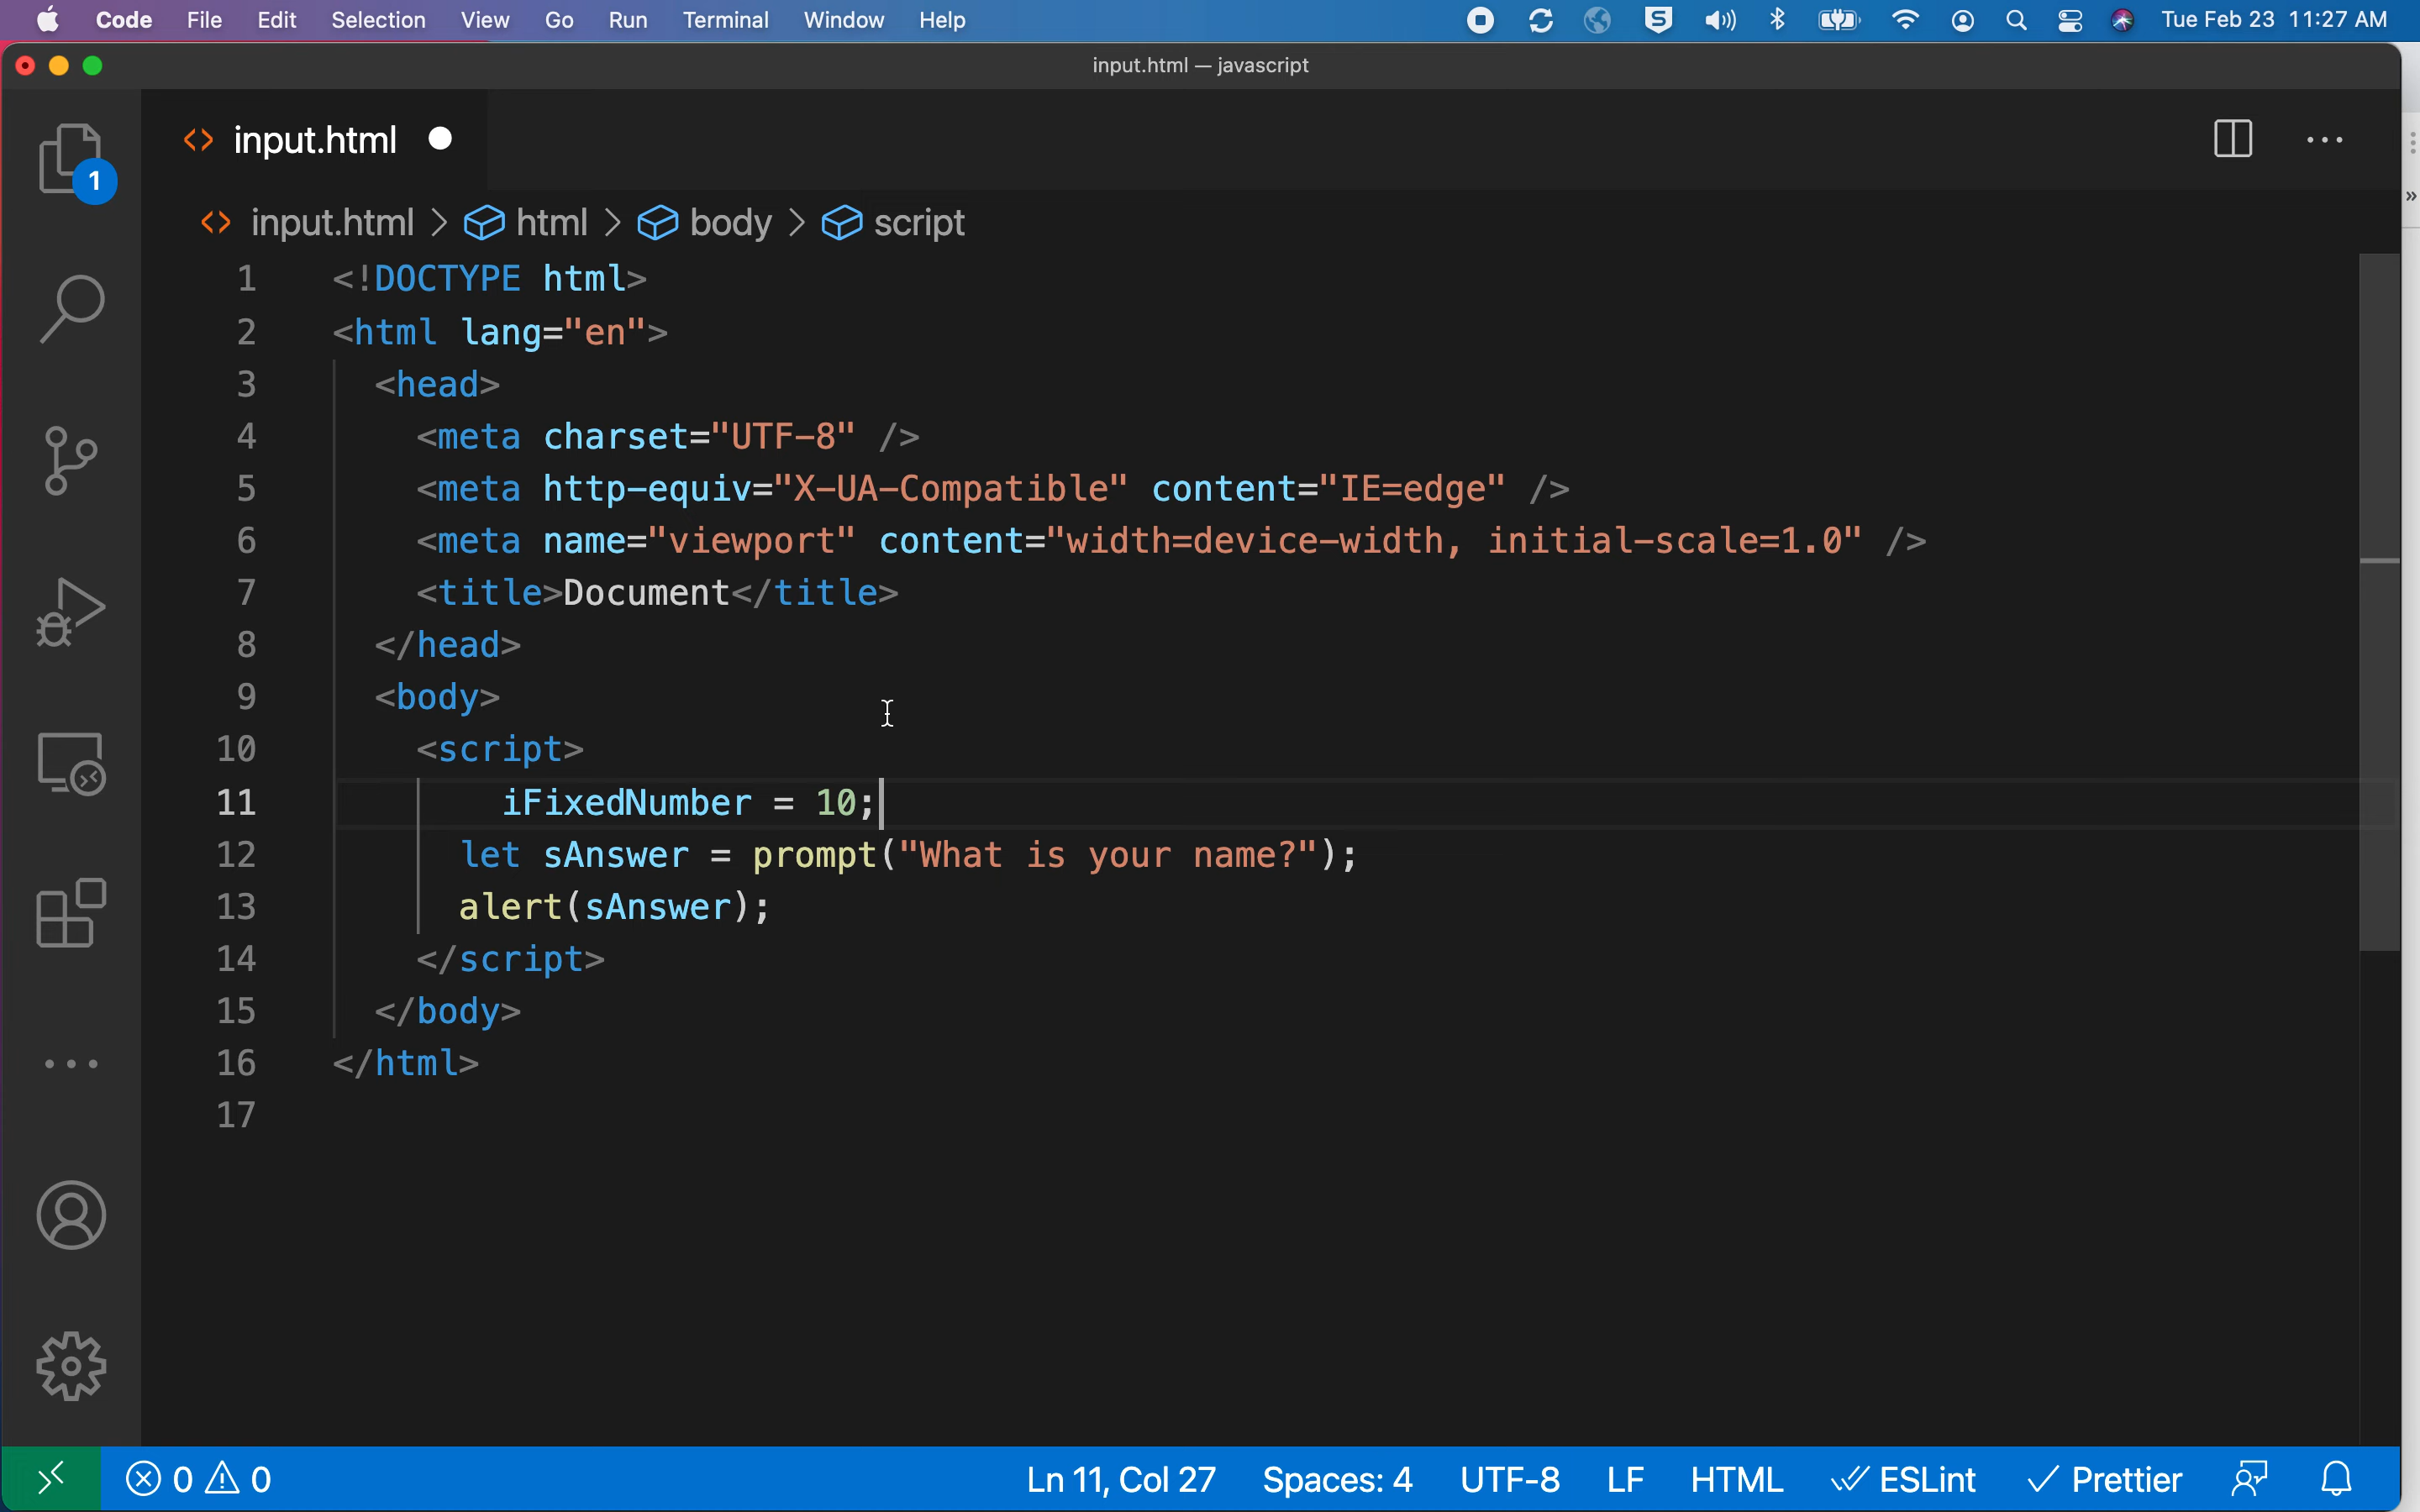 Code File Edit Selection View Go Run Terminal Window Help Tue Feb 23 11:27 AM
input.html — javascript
1
input.html
input.html > html > body > script
1 <!DOCTYPE html>
2 <html lang="en">
3 <head>
4 <meta charset="UTF-8" />
5 <meta http-equiv="X-UA-Compatible" content="IE=edge" />
6 <meta name="viewport" content="width=device-width, initial-scale=1.0" />
7 <title>Document</title>
8 </head>
9 <body>
10 <script>
11 iFixedNumber = 10;
12 let sAnswer = prompt("What is your name?");
13 alert(sAnswer);
14 </script>
15 </body>
16 </html>
17
0 0 Ln 11, Col 27 Spaces: 4 UTF-8 LF HTML ESLint Prettier